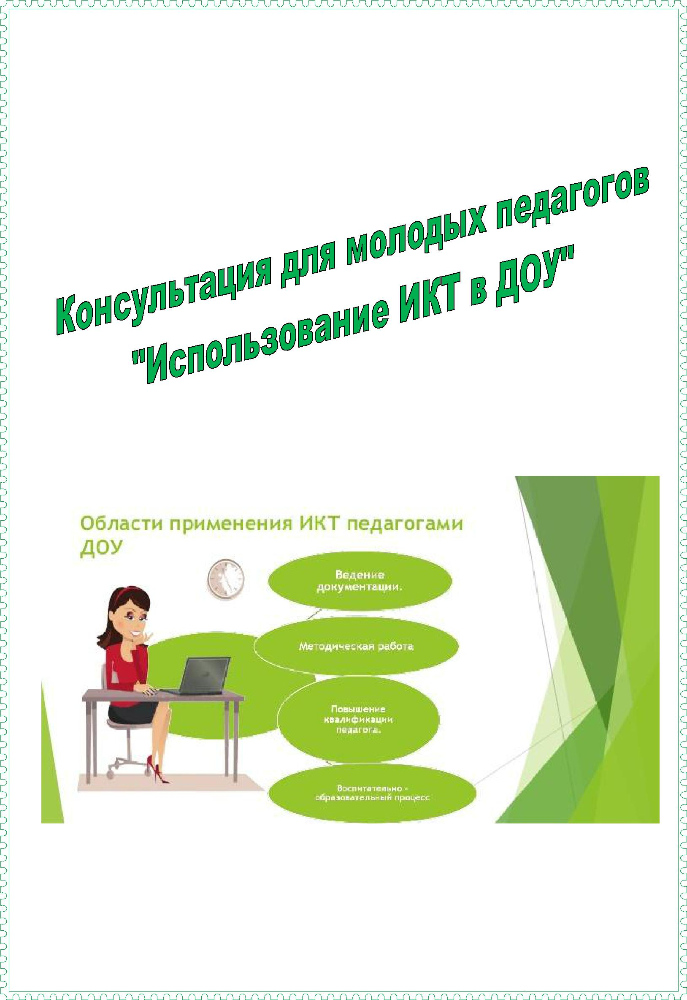 Консультация для молодых педагогов
"Использование ИКТ в ДОУ"
Области применения ИКТ педагогами
ДОУ
Ведение
документации.
Методическая работа
Повышение
квалификации
педагога.
Воспитательно -
образовательный процесс